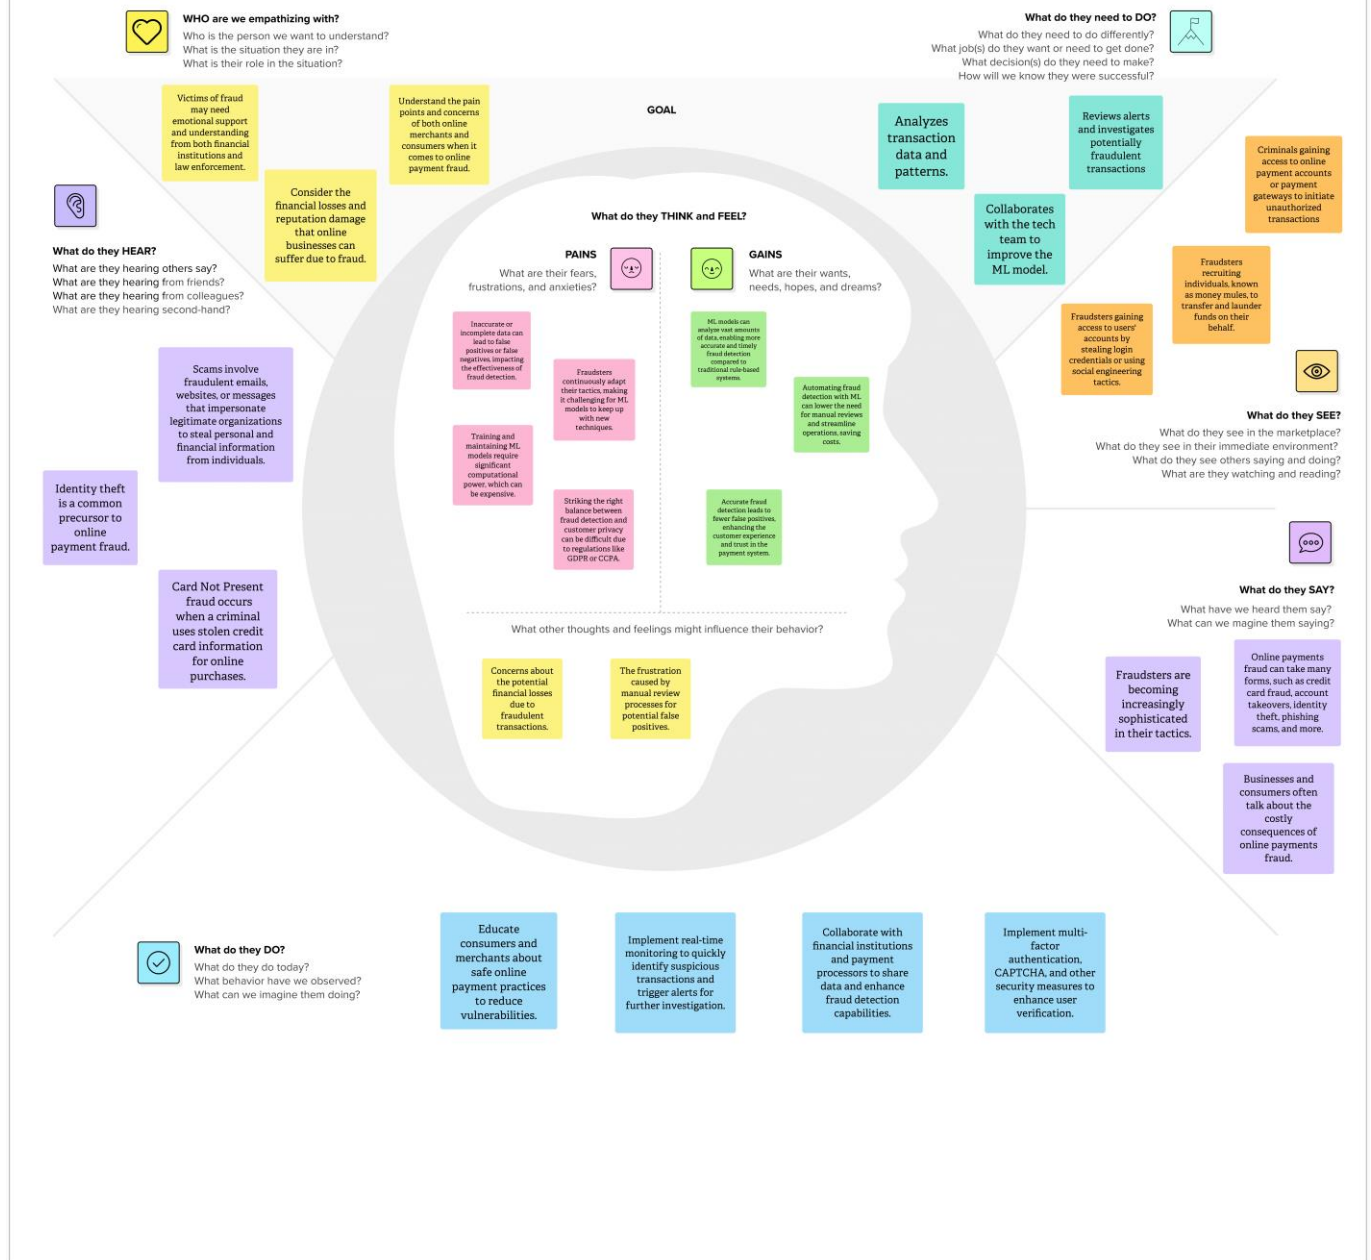 WHO are we empathizing with?
Who is the person we want to understand?
What is the situation they are in?
What is their role in the situation?
What do they need to DO?
What do they need to do differently?
What job(s) do they want or need to get done?
What decision(s) do they need to make?
How will we know they were successful?
GOAL
Victims of fraud
may need
emotional support
and understanding
from both financial
institutions and
law enforcement.
Understand the pain
points and concerns
of both online
merchants and
consumers when it
comes to online
payment fraud.
Consider the
financial losses and
reputation damage
that online
businesses can
suffer due to fraud.
Analyzes
transaction
data and
patterns.
Reviews alerts
and investigates
potentially
fraudulent
transactions
Collaborates
with the tech
team to
improve the
ML model.
Criminals gaining
access to online
payment accounts
or payment
gateways to initiate
unauthorized
transactions
Fraudsters
recruiting
individuals, known
as money mules, to
transfer and launder
funds on their
behalf.
Fraudsters gaining
access to users'
accounts by
stealing login
credentials or using
social engineering
tactics.
What do they SEE?
What do they see in the marketplace?
What do they see in their immediate environment?
What do they see others saying and doing?
What are they watching and reading?
What do they HEAR?
What are they hearing others say?
What are they hearing from friends?
What are they hearing from colleagues?
What are they hearing second-hand?
Scams involve
fraudulent emails,
websites, or messages
that impersonate
legitimate organizations
to steal personal and
financial information
from individuals.
Identity theft
is a common
precursor to
online
payment fraud.
Card Not Present
fraud occurs
when a criminal
uses stolen credit
card information
for online
purchases.
What do they THINK and FEEL?
PAINS
What are their fears,
frustrations, and anxieties?
GAINS
What are their wants,
needs, hopes, and dreams?
Inaccurate or
incomplete data can
lead to false
positives or false
negatives, impacting
the effectiveness of
fraud detection.
Fraudsters
continuously adapt
their tactics, making
it challenging for ML
models to keep up
with new
techniques.
Training and
maintaining ML
models require
significant
computational
power, which can
be expensive.
Striking the right
balance between
fraud detection and
customer privacy
can be difficult due
to regulations like
GDPR or CCPA.
ML models can
analyze vast amounts
of data, enabling more
accurate and timely
fraud detection
compared to
traditional rule-based
systems.
Automating fraud
detection with ML
can lower the need
for manual reviews
and streamline
operations, saving
costs.
Accurate fraud
detection leads to
fewer false positives,
enhancing the
customer experience
and trust in the
payment system.
What other thoughts and feelings might influence their behavior?
Concerns about
the potential
financial losses
due to
fraudulent
transactions.
The frustration
caused by
manual review
processes for
potential false
positives.
What do they SAY?
What have we heard them say?
What can we magine them saying?
Fraudsters are
becoming
increasingly
sophisticated
in their tactics.
Online payments
fraud can take many
forms, such as credit
card fraud, account
takeovers, identity
theft, phishing
scams, and more.
Businesses and
consumers often
talk about the
costly
consequences of
online payments
fraud.
What do they DO?
What do they do today?
What behavior have we observed?
What can we imagine them doing?
Educate
consumers and
merchants about
safe online
payment practices
to reduce
vulnerabilities.
Implement real-time
monitoring to quickly
identify suspicious
transactions and
trigger alerts for
further investigation.
Collaborate with
financial institutions
and payment
processors to share
data and enhance
fraud detection
capabilities.
Implement multi-
factor
authentication,
CAPTCHA, and other
security measures to
enhance user
verification.